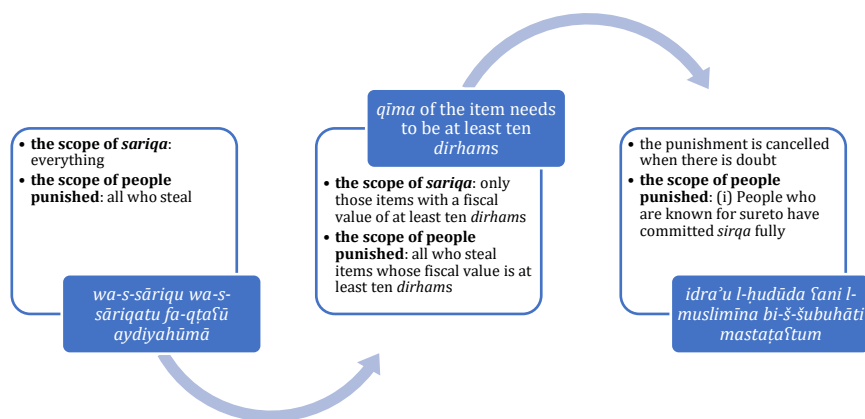 • the scope of sariqa:
everything
• the scope of people
punished: all who steal
wa-s-sāriqu wa-s-
sāriqatu fa-qṭaʕū
aydiyahūmā
qīma of the item needs
to be at least ten
dirhams
• the scope of sariqa: only
those items with a fiscal
value of at least ten dirhams
• the scope of people
punished: all who steal
items whose fiscal value is at
least ten dirhams
• the punishment is cancelled
when there is doubt
• the scope of people
punished: (i) People who
are known for sureto have
committed sirqa fully
idraʾu l-ḥudūda ʕani l-
muslimīna bi-š-šubuhāti
mastaṭaʕtum